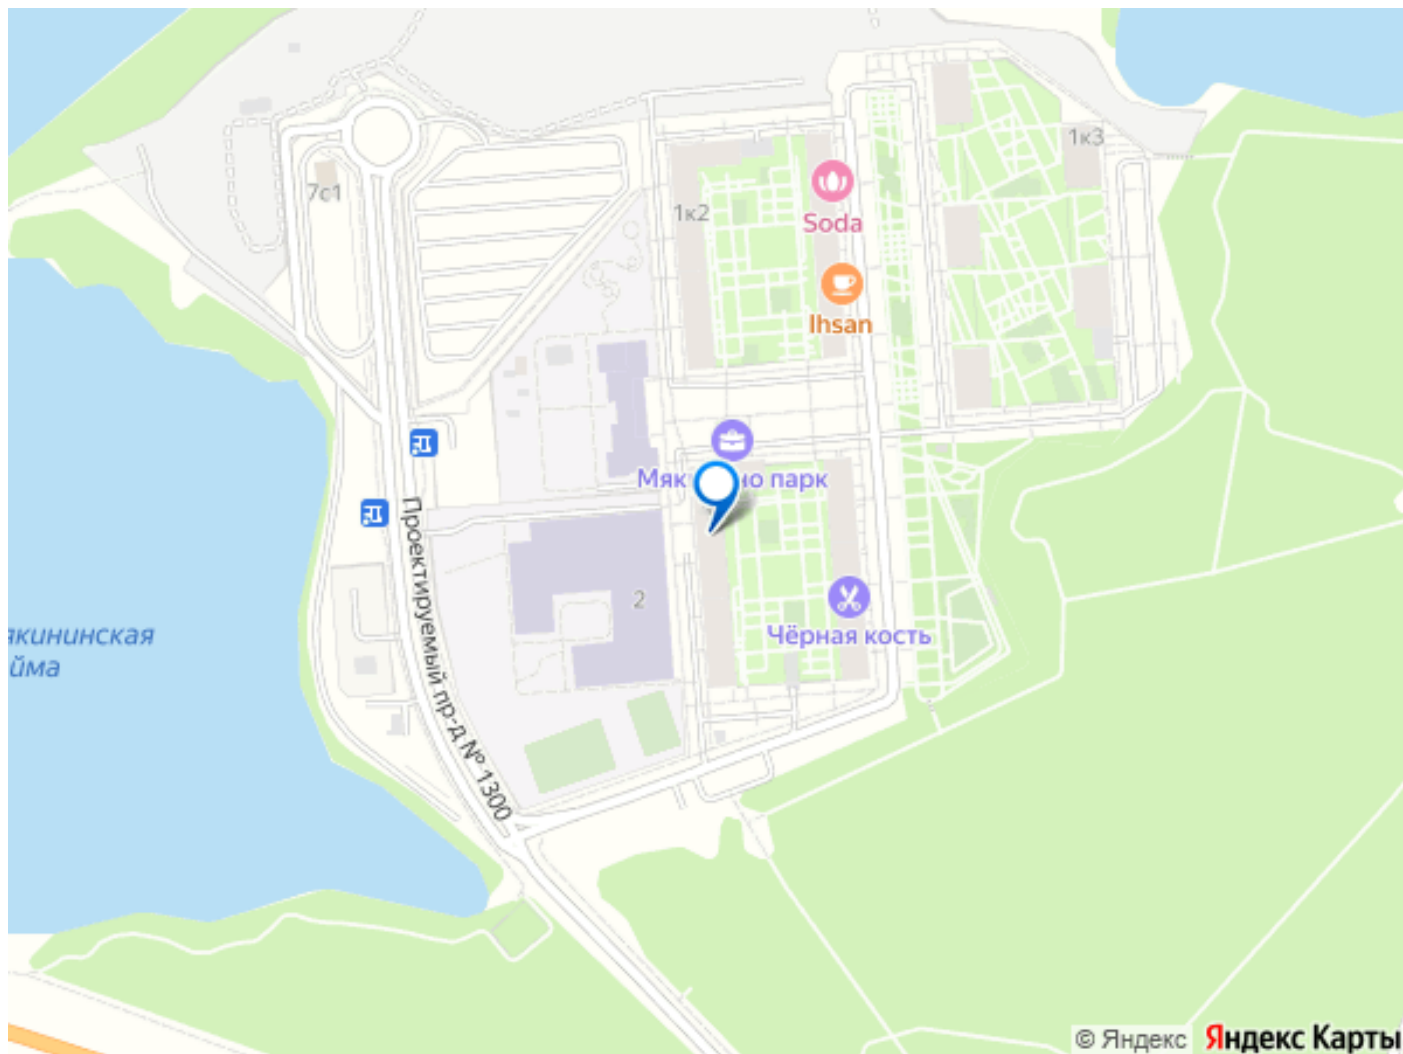 1к3
7с1
1к2
Soda
Ihsan
Мяк но парк
Проектируемый пр-д № 1300
2
Чёрная кость
якининская
йма
© Яндекс Яндекс Карты